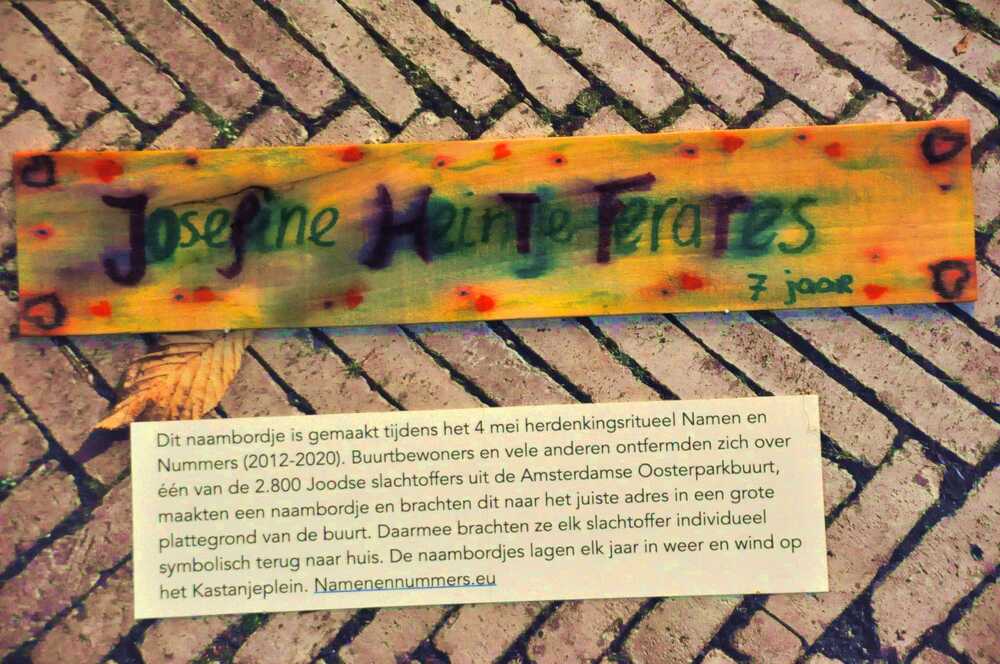 Josefine Heintje Ferares
7 jaar
Dit naambordje is gemaakt tijdens het 4 mei herdenkingsritueel Namen en
Nummers (2012-2020). Buurtbewoners en vele anderen ontfermden zich over
één van de 2.800 Joodse slachtoffers uit de Amsterdamse Oosterparkbuurt,
maakten een naambordje en brachten dit naar het juiste adres in een grote
plattegrond van de buurt. Daarmee brachten ze elk slachtoffer individueel
symbolisch terug naar huis. De naambordjes lagen elk jaar in weer en wind op
het Kastanjeplein. Namenennummers.eu